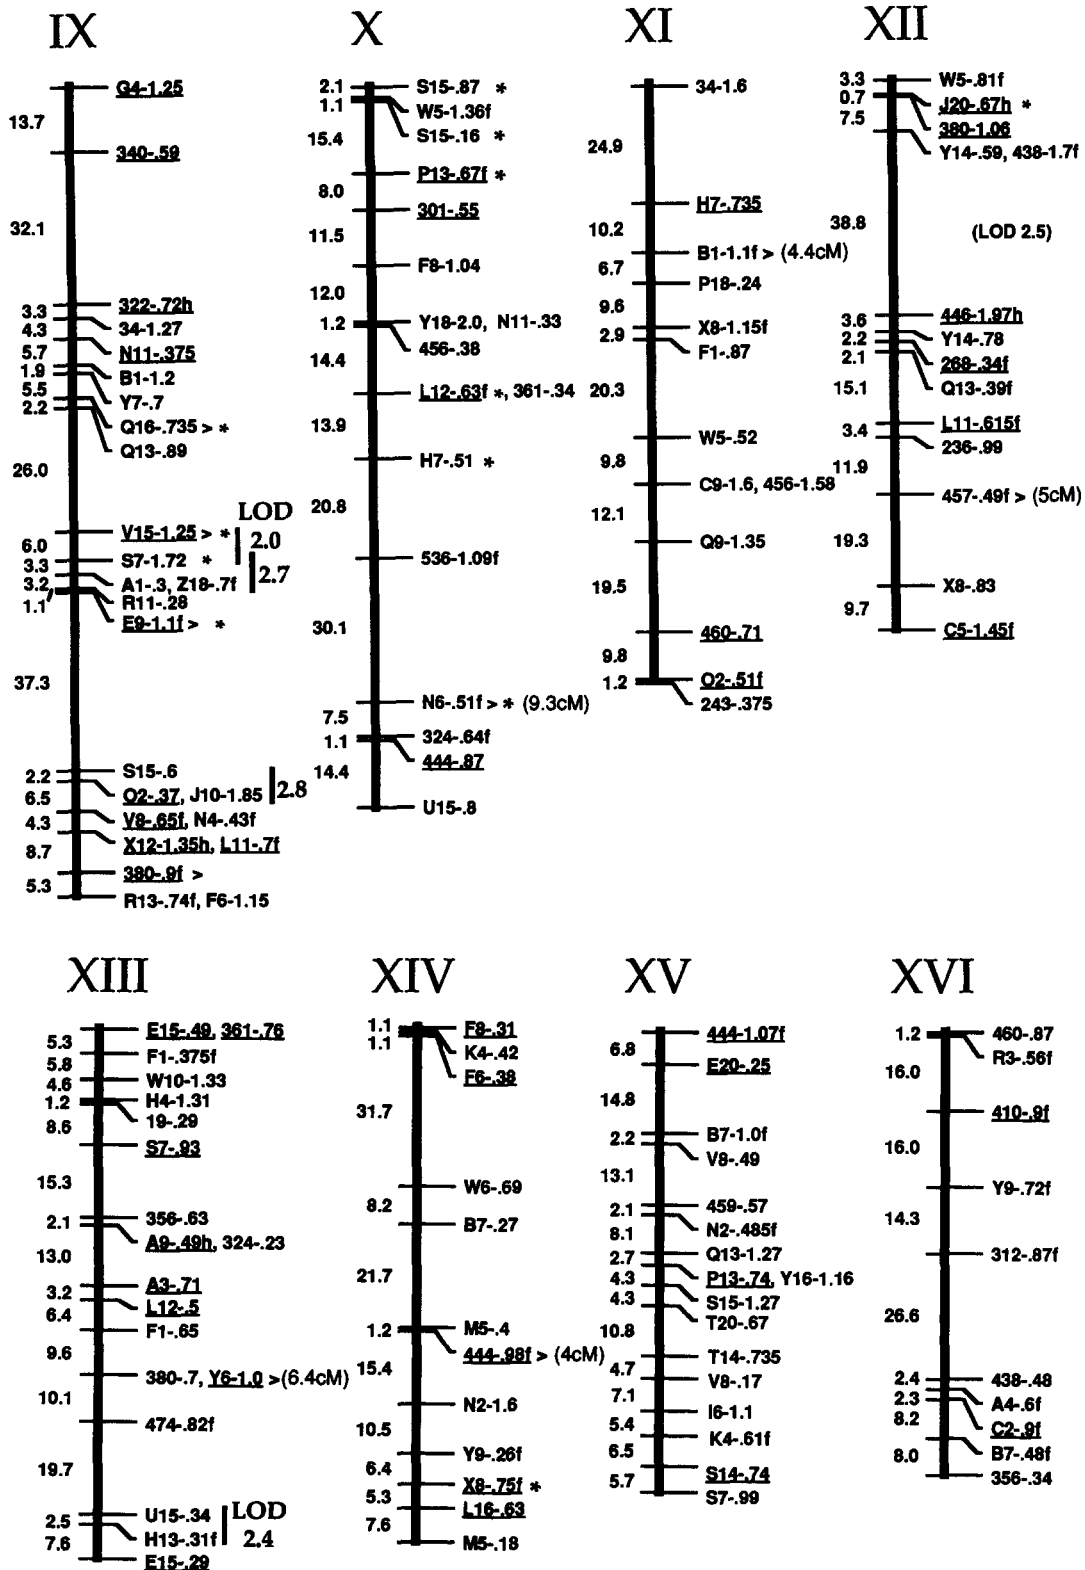 IX
G4-1.25
13.7
340-.59
32.1
322-.72h
3.3
34-1.27
4.3
N11-.375
5.7
B1-1.2
1.9
Y7-.7
5.5
Q16-.735 > *
2.2
Q13-.89
26.0
LOD
V15-1.25 > *
2.0
6.0
S7-1.72 *
3.3
2.7
A1-.3, Z18-.7f
3.2
R11-.28
1.1
E9-1.1f > *
37.3
S15-.6
2.2
O2-.37, J10-1.85
2.8
6.5
V8-.65f, N4-.43f
4.3
X12-1.35h, L11-.7f
8.7
380-.9f >
5.3
R13-.74f, F6-1.15
X
2.1
S15-.87 *
1.1
W5-1.36f
S15-.16 *
15.4
P13-.67f *
8.0
301-.55
11.5
F8-1.04
12.0
Y18-2.0, N11-.33
1.2
456-.38
14.4
L12-.63f *, 361-.34
13.9
H7-.51 *
20.8
536-1.09f
30.1
N6-.51f > * (9.3cM)
7.5
324-.64f
1.1
444-.87
14.4
U15-.8
XI
34-1.6
24.9
H7-.735
10.2
B1-1.1f > (4.4cM)
6.7
P18-.24
9.6
X8-1.15f
2.9
F1-.87
20.3
W5-.52
9.8
C9-1.6, 456-1.58
12.1
Q9-1.35
19.5
460-.71
9.8
O2-.51f
1.2
243-.375
XII
3.3
W5-.81f
0.7
J20-.67h *
7.5
380-1.06
Y14-.59, 438-1.7f
38.8
(LOD 2.5)
446-1.97h
3.6
Y14-.78
2.2
268-.34f
2.1
Q13-.39f
15.1
L11-.615f
3.4
236-.99
11.9
457-.49f > (5cM)
19.3
X8-.83
9.7
C5-1.45f
XIII
E15-.49, 361-.76
5.3
F1-.375f
5.8
W10-1.33
4.6
H4-1.31
1.2
19-.29
8.6
S7-.93
15.3
356-.63
2.1
A9-.49h, 324-.23
13.0
A3-.71
3.2
L12-.5
6.4
F1-.65
9.6
380-.7, Y6-1.0 >(6.4cM)
10.1
474-.82f
19.7
U15-.34
LOD
2.5
H13-.31f
2.4
7.6
E15-.29
XIV
1.1
F8-.31
1.1
K4-.42
F6-.38
31.7
W6-.69
8.2
B7-.27
21.7
M5-.4
1.2
444-.98f > (4cM)
15.4
N2-1.6
10.5
Y9-.26f
6.4
X8-.75f *
5.3
L16-.63
7.6
M5-.18
XV
444-1.07f
6.8
E20-.25
14.8
B7-1.0f
2.2
V8-.49
13.1
459-.57
2.1
N2-.485f
8.1
Q13-1.27
2.7
P13-.74, Y16-1.16
4.3
S15-1.27
4.3
T20-.67
10.8
T14-.735
4.7
V8-.17
7.1
I6-1.1
5.4
K4-.61f
6.5
S14-.74
5.7
S7-.99
XVI
1.2
460-.87
R3-.56f
16.0
410-.9f
16.0
Y9-.72f
14.3
312-.87f
26.6
438-.48
2.4
A4-.6f
2.3
C2-.9f
8.2
B7-.48f
8.0
356-.34